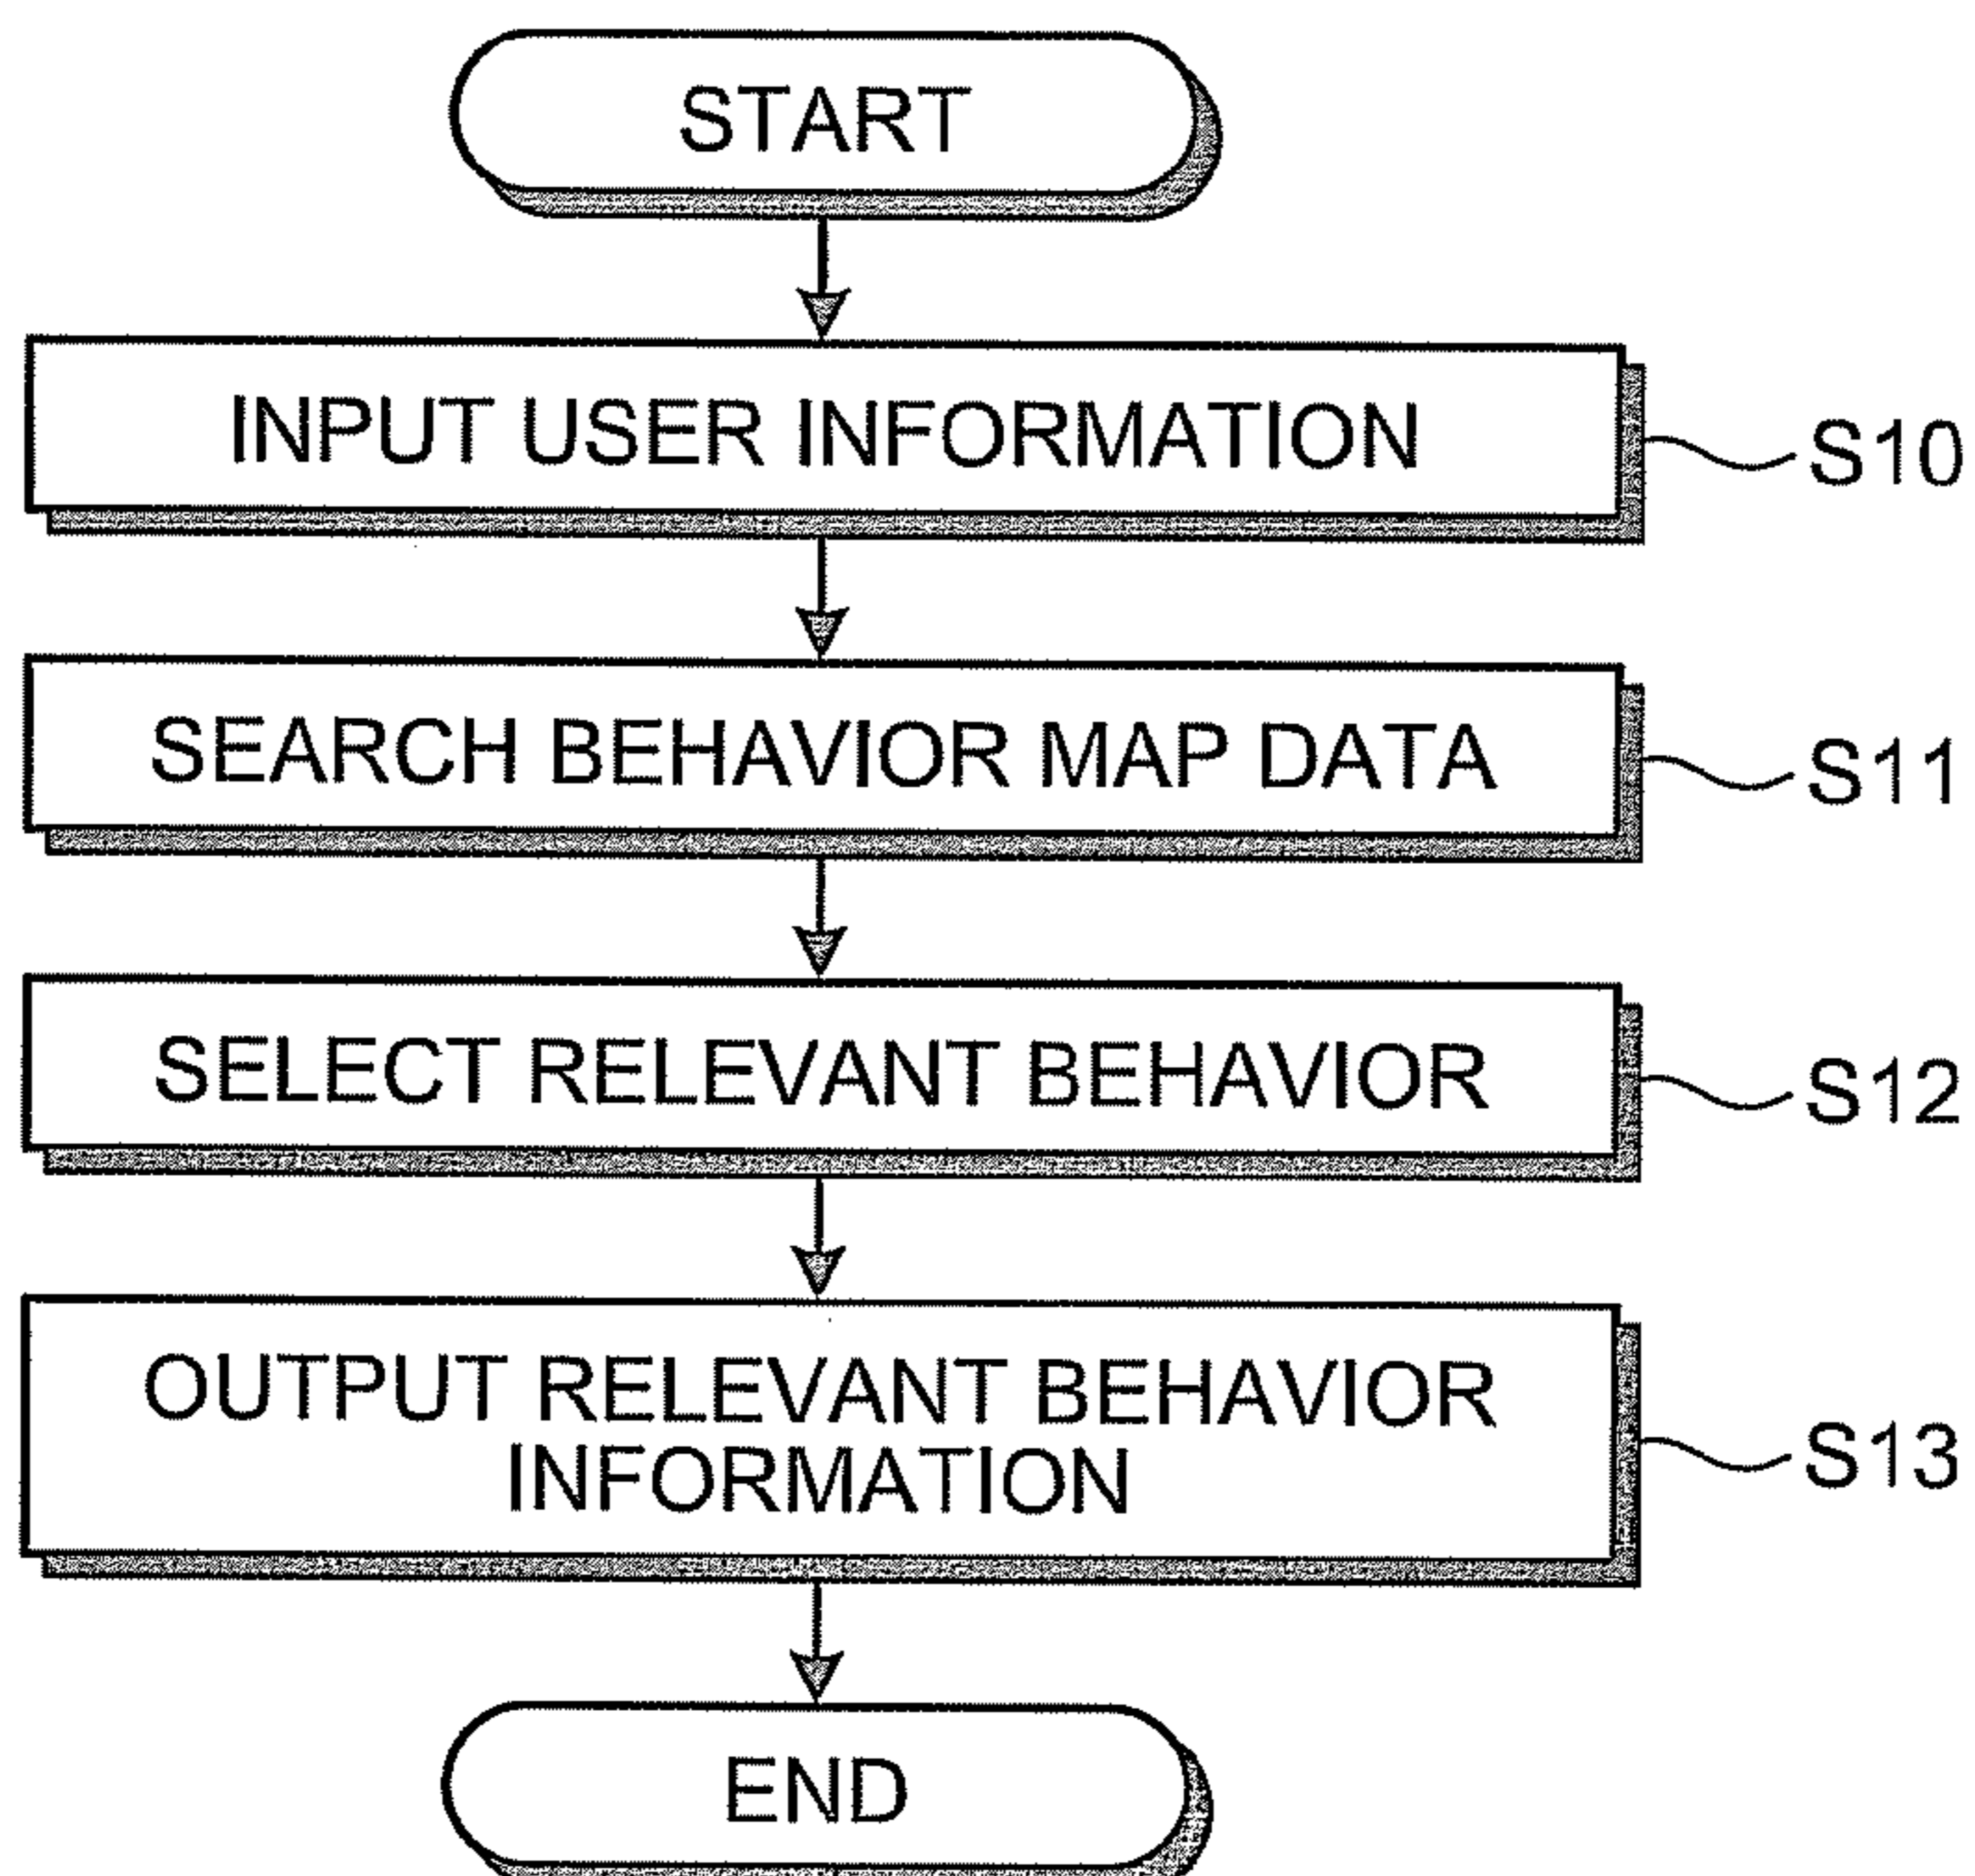 START
INPUT USER INFORMATION
S10
SEARCH BEHAVIOR MAP DATA
S11
SELECT RELEVANT BEHAVIOR
S12
OUTPUT RELEVANT BEHAVIOR
INFORMATION
S13
END